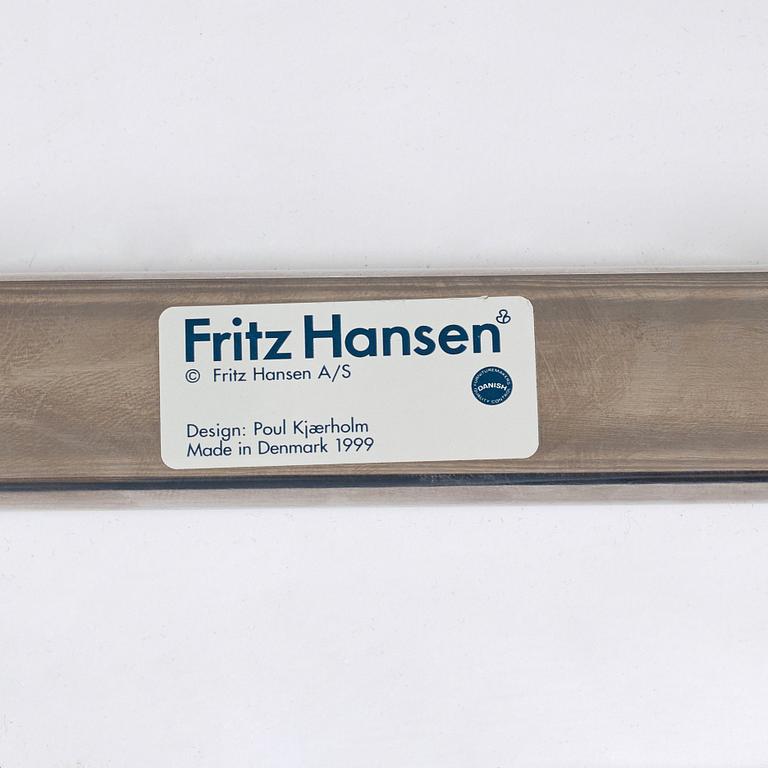 Fritz Hansen
© Fritz Hansen A/S
DANISH
Design: Poul Kjærholm
Made in Denmark 1999